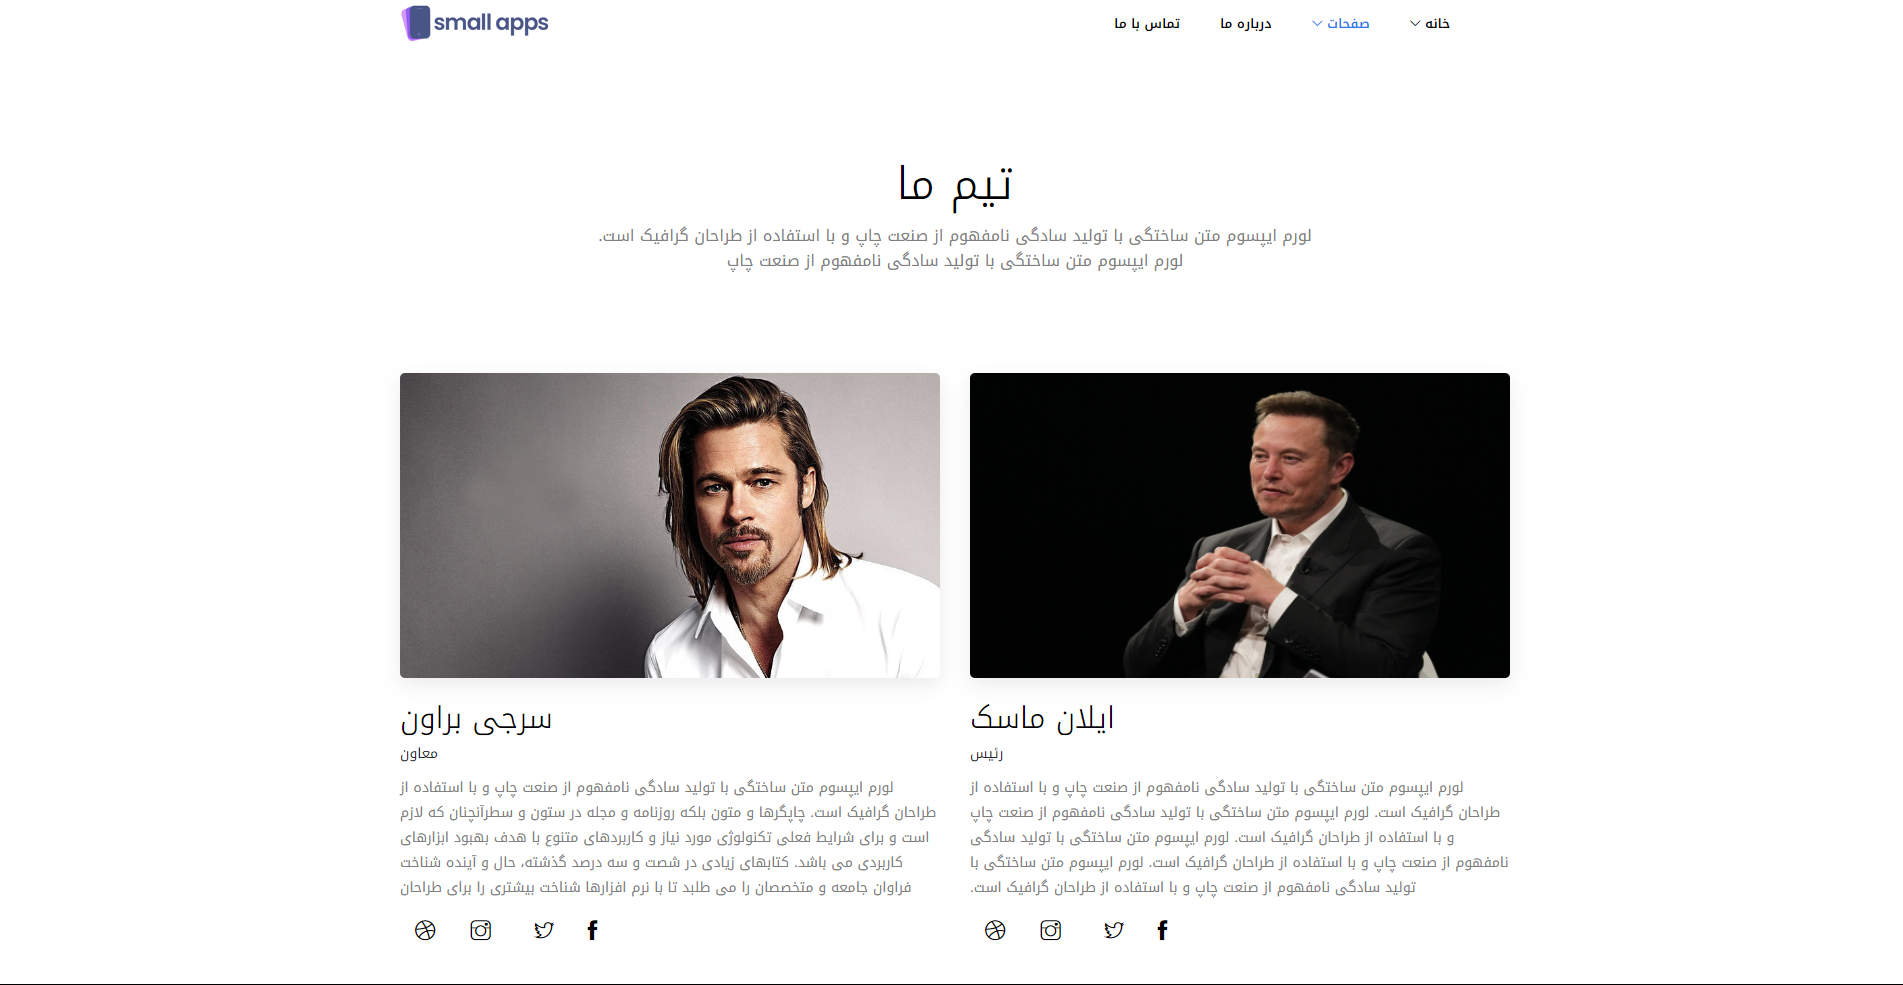 small apps
خانه
صفحات
درباره ما
تماس با ما
تیم ما
لورم ایپسوم متن ساختگی با تولید سادگی نامفهوم از صنعت چاپ و با استفاده از طراحان گرافیک است.
لورم ایپسوم متن ساختگی با تولید سادگی نامفهوم از صنعت چاپ
ایلان ماسک
رئیس
لورم ایپسوم متن ساختگی با تولید سادگی نامفهوم از صنعت چاپ و با استفاده از
طراحان گرافیک است. لورم ایپسوم متن ساختگی با تولید سادگی نامفهوم از صنعت چاپ
و با استفاده از طراحان گرافیک است. لورم ایپسوم متن ساختگی با تولید سادگی
نامفهوم از صنعت چاپ و با استفاده از طراحان گرافیک است. لورم ایپسوم متن ساختگی با
تولید سادگی نامفهوم از صنعت چاپ و با استفاده از طراحان گرافیک است.
سرجی براون
معاون
لورم ایپسوم متن ساختگی با تولید سادگی نامفهوم از صنعت چاپ و با استفاده از
طراحان گرافیک است. چاپگرها و متون بلکه روزنامه و مجله در ستون و سطرآنچنان که لازم
است و برای شرایط فعلی تکنولوژی مورد نیاز و کاربردهای متنوع با هدف بهبود ابزارهای
کاربردی می باشد. کتابهای زیادی در شصت و سه درصد گذشته، حال و آینده شناخت
فراوان جامعه و متخصصان را می طلبد تا با نرم افزارها شناخت بیشتری را برای طراحان